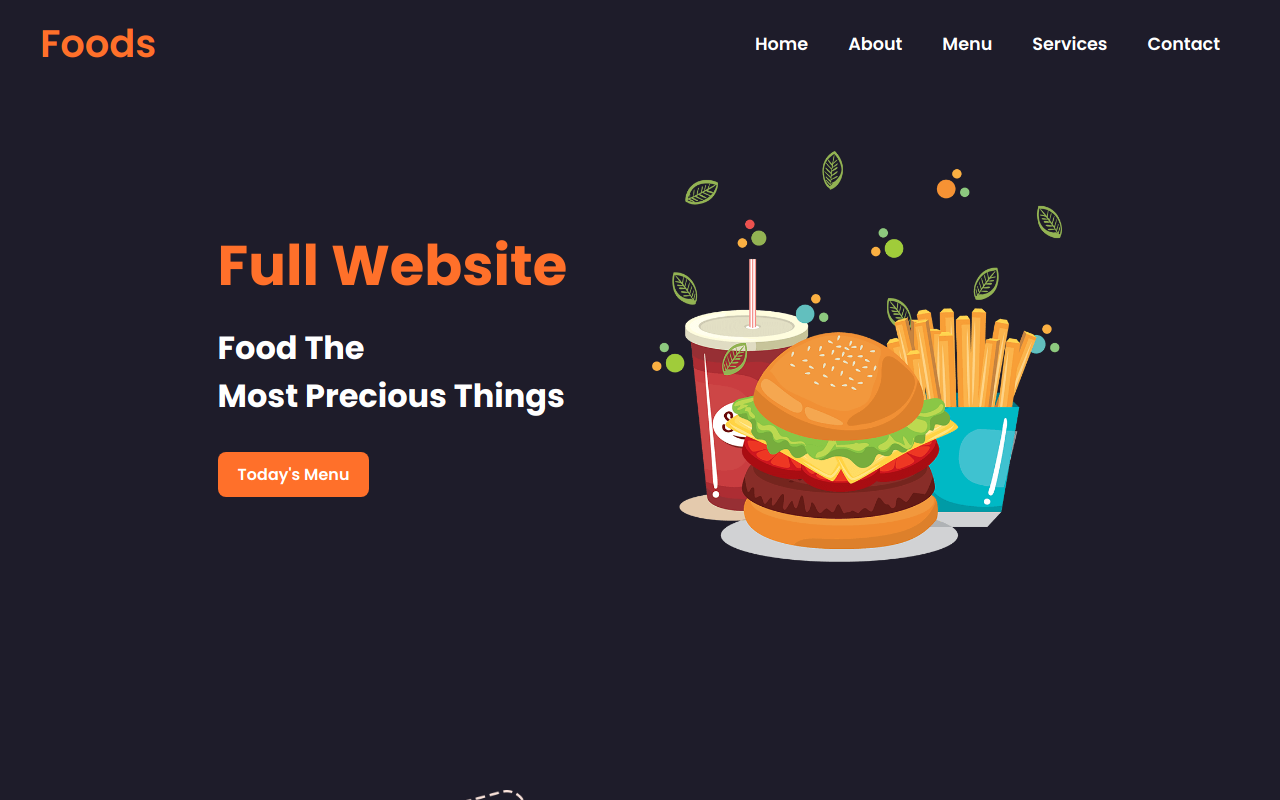 Foods
Home About Menu Services Contact
Full Website
Food The
Most Precious Things
Today's Menu